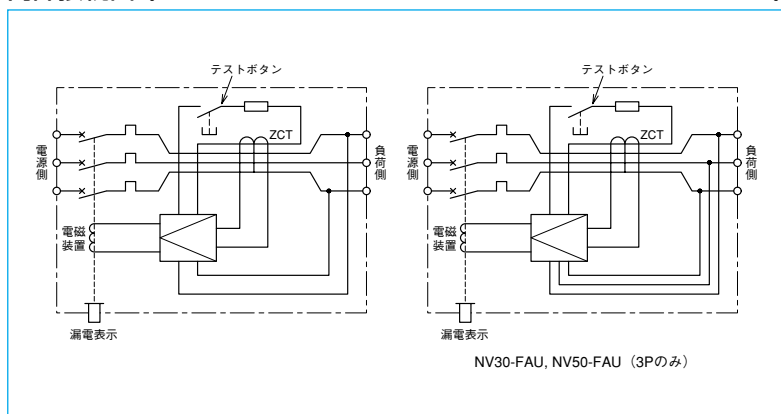 テストボタン
ZCT
電源側
負荷側
電磁
装置
漏電表示
テストボタン
ZCT
電源側
負荷側
電磁
装置
漏電表示
NV30-FAU, NV50-FAU（3Pのみ）